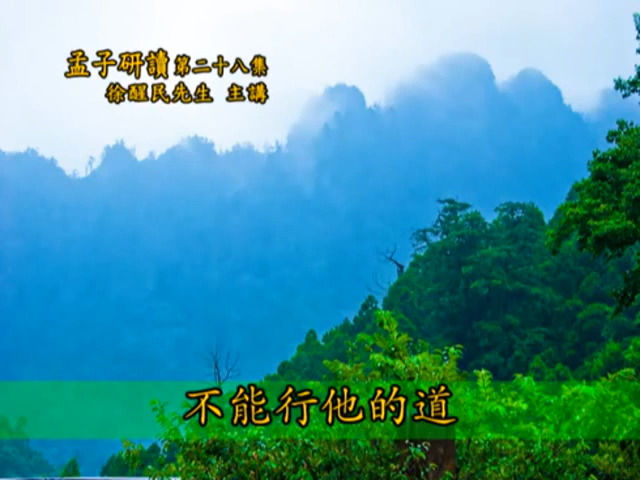 孟子研讀 第二十八集
徐醒民先生 主講
不能行他的道